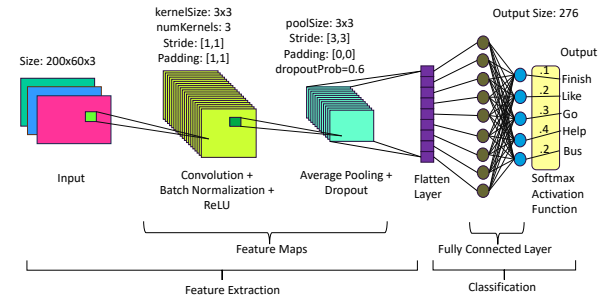 kernelSize: 3x3
numKernels: 3
Stride: [1,1]
Padding: [1,1]
poolSize: 3x3
Stride: [3,3]
Padding: [0,0]
dropoutProb=0.6
Output Size: 276
Size: 200x60x3
Output
.1
Finish
.2
Like
.3
Go
.4
Help
.2
Bus
Input
Convolution +
Batch Normalization +
ReLU
Average Pooling +
Dropout
Flatten
Layer
Softmax
Activation
Function
Feature Maps
Fully Connected Layer
Feature Extraction
Classification